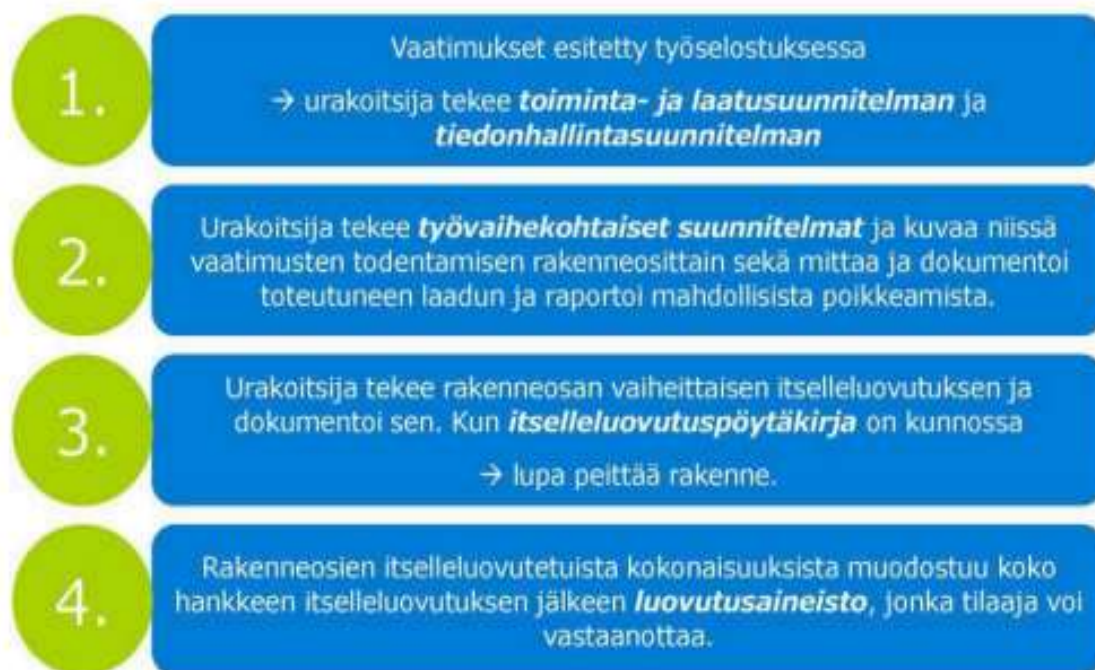 1.
Vaatimukset esitetty työselostuksessa
→ urakoitsija tekee toiminta- ja laatusuunnitelman ja
tiedonhallintasuunnitelman
2.
Urakoitsija tekee työvaihekohtaiset suunnitelmat ja kuvaa niissä
vaatimusten todentamisen rakenneosittain sekä mittaa ja dokumentoi
toteutuneen laadun ja raportoi mahdollisista poikkeamista.
3.
Urakoitsija tekee rakenneosan vaiheittaisen itselleluovutuksen ja
dokumentoi sen. Kun itselleluovutuspöytäkirja on kunnossa
→ lupa peittää rakenne.
4.
Rakenneosien itselleluovutetuista kokonaisuuksista muodostuu koko
hankkeen itselleluovutuksen jälkeen luovutusaineisto, jonka tilaaja voi
vastaanottaa.